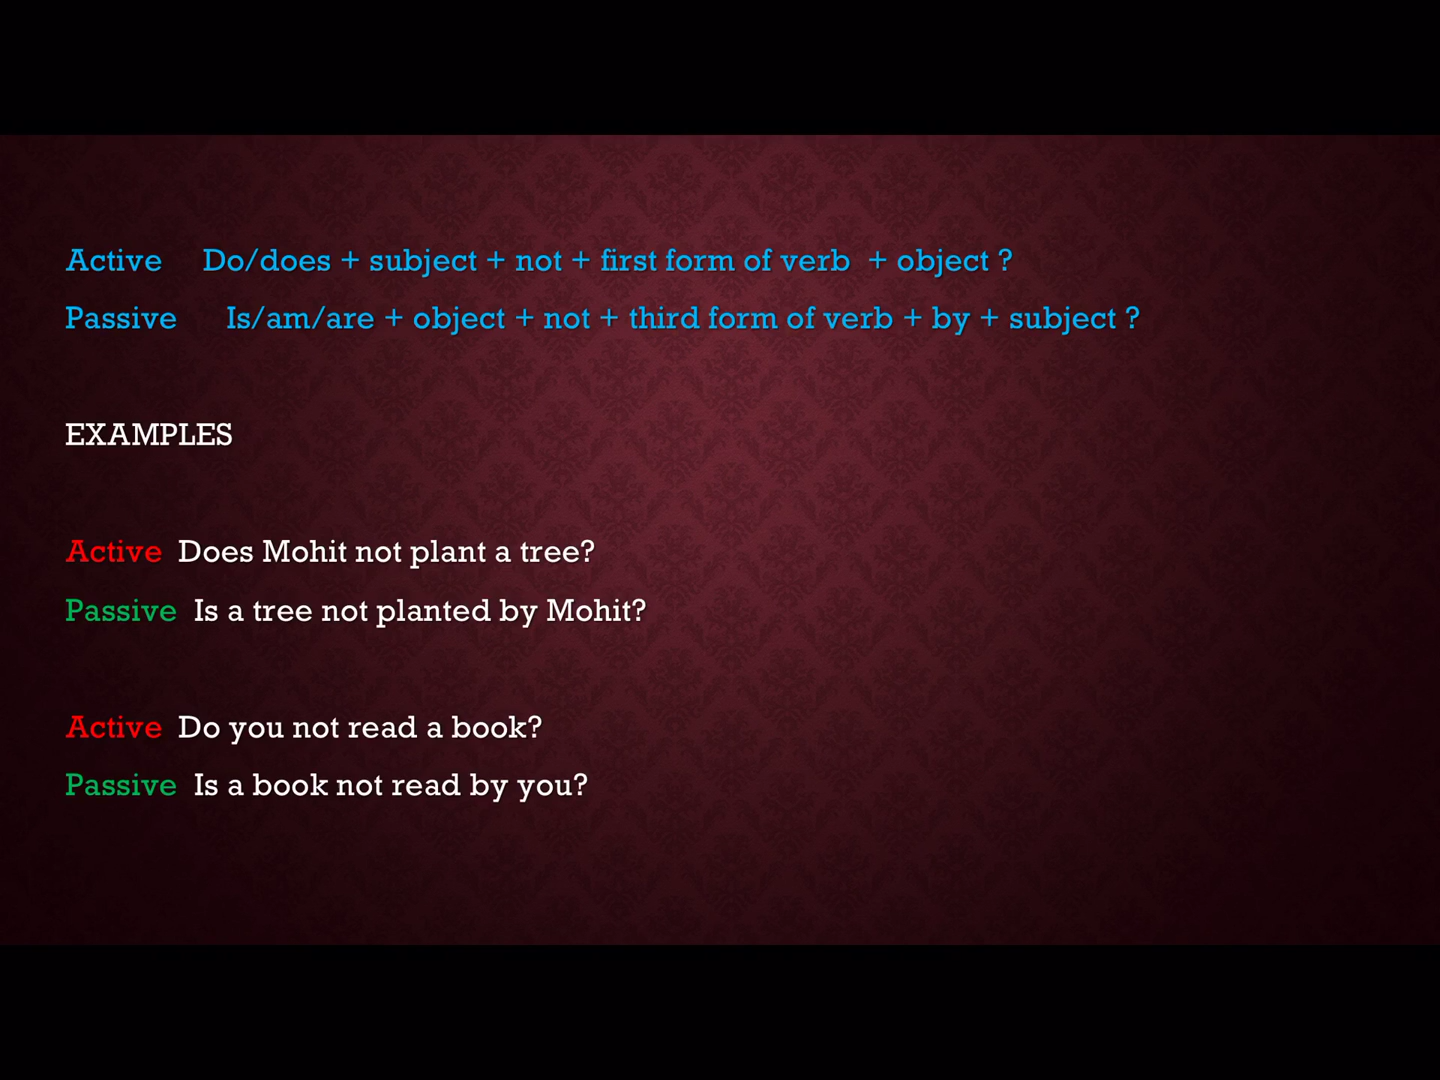 Active Do/does + subject + not + first form of verb + object ?
Passive Is/am/are + object + not + third form of verb + by + subject ?
EXAMPLES
Active Does Mohit not plant a tree?
Passive Is a tree not planted by Mohit?
Active Do you not read a book?
Passive Is a book not read by you?